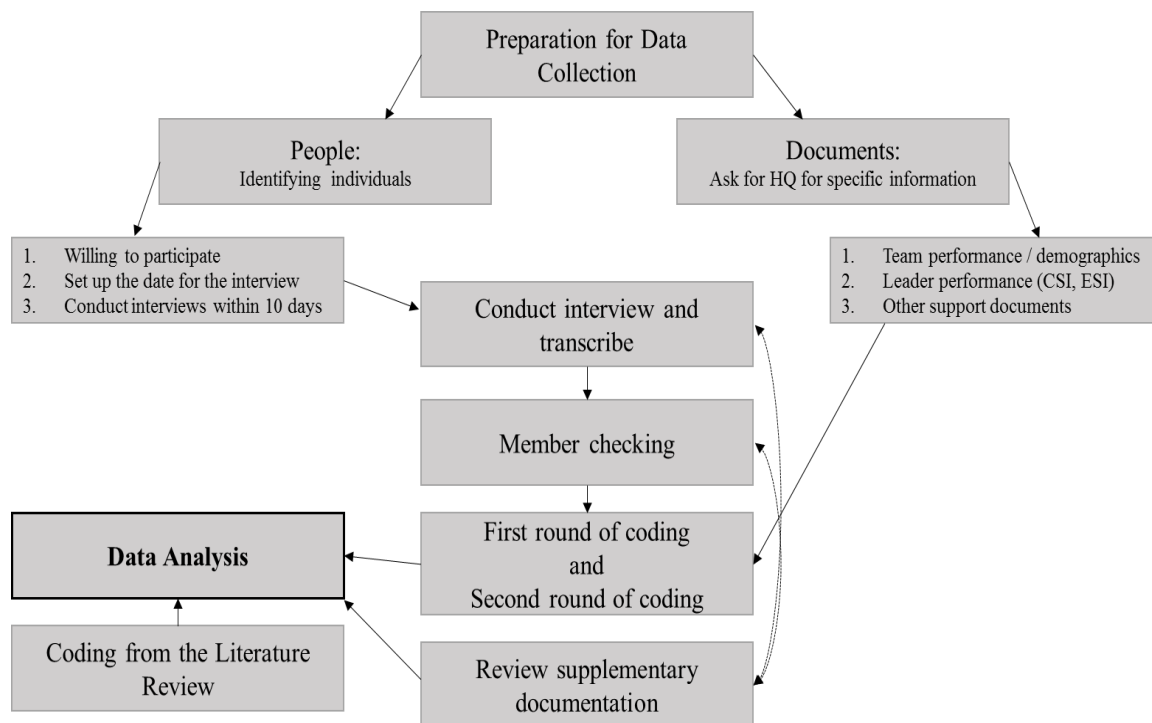 Preparation for Data
Collection
People:
Identifying individuals
Documents:
Ask for HQ for specific information
1. Willing to participate
2. Set up the date for the interview
3. Conduct interviews within 10 days
1. Team performance / demographics
2. Leader performance (CSI, ESI)
3. Other support documents
Conduct interview and
transcribe
Member checking
First round of coding
and
Second round of coding
Data Analysis
Coding from the Literature
Review
Review supplementary
documentation